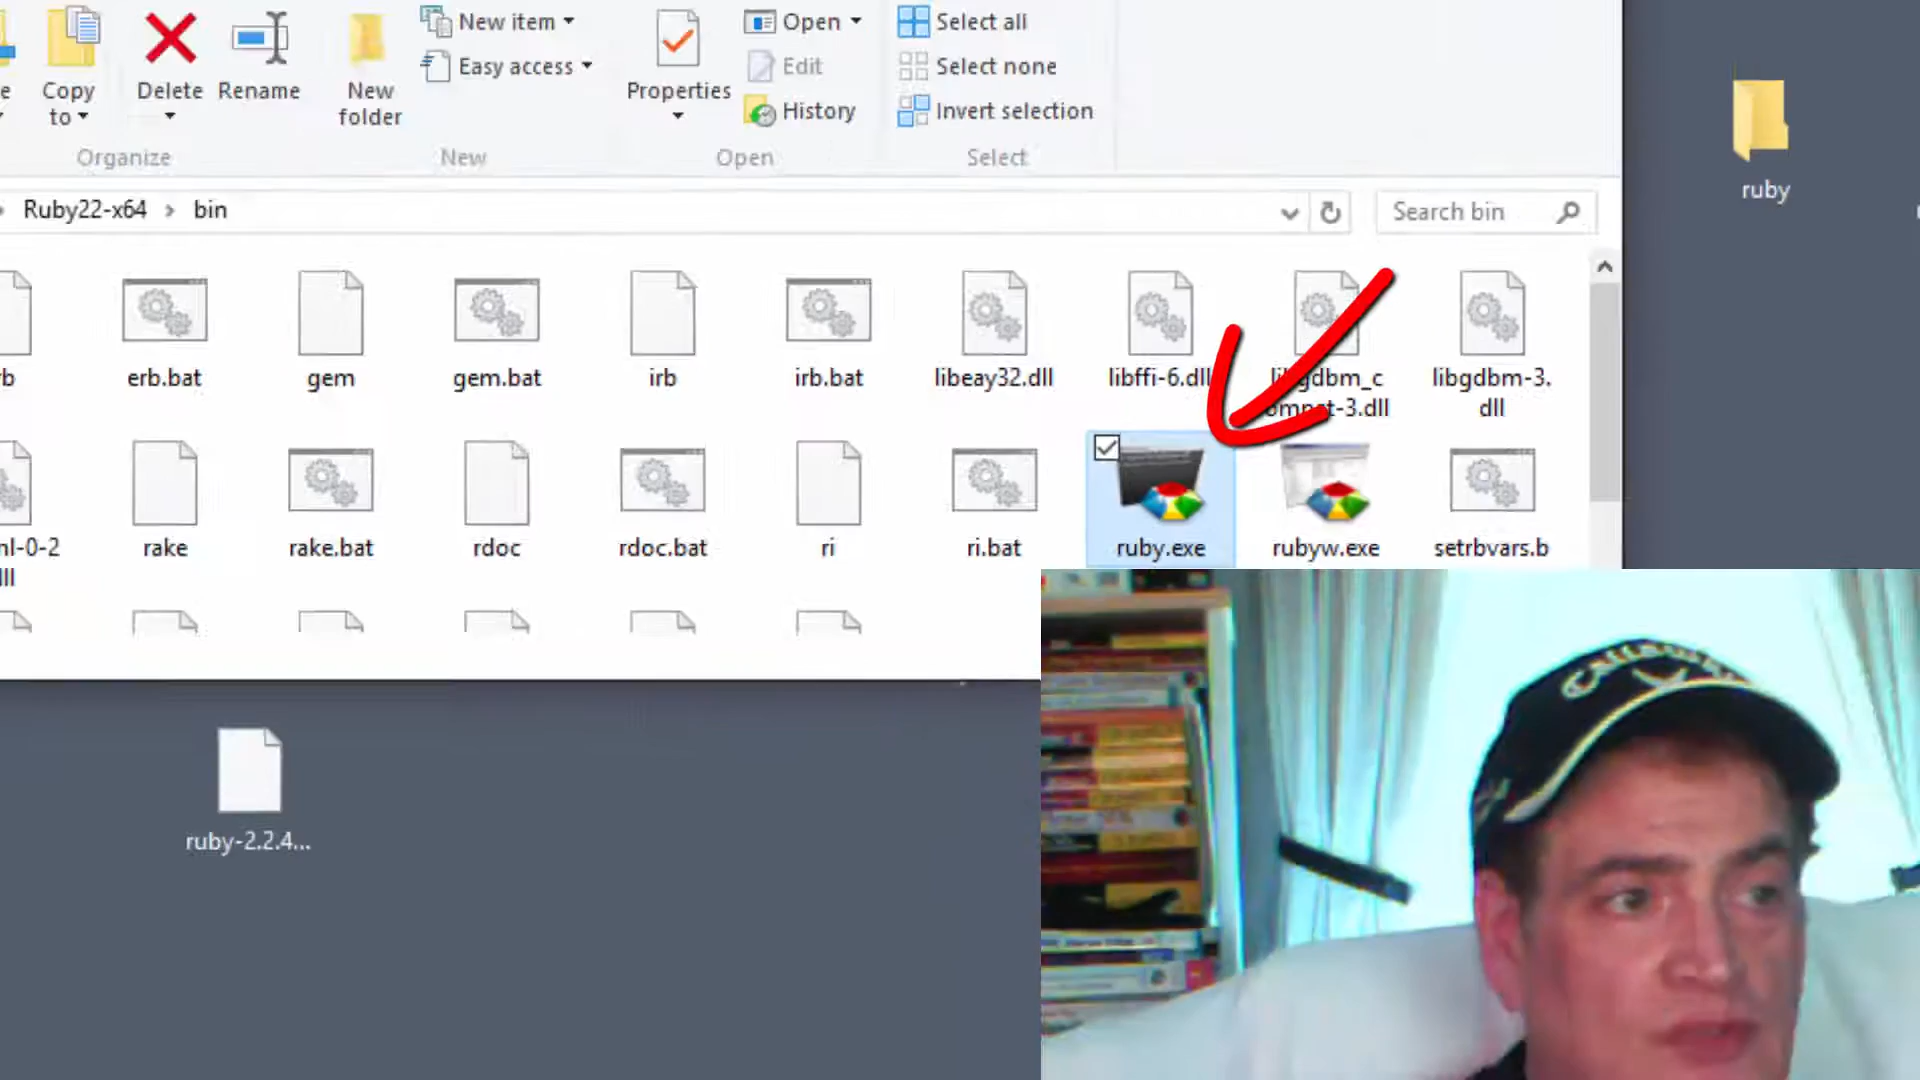 New item
Open
Select all
Easy access
Edit
Select none
Copy to
Delete
Rename
New folder
Properties
History
Invert selection
Organize
New
Open
Select
Ruby22-x64 › bin
Search bin
ruby
erb.bat
gem
gem.bat
irb
irb.bat
libeay32.dll
libffi-6.dll
libgdbm-3.dll
rake
rake.bat
rdoc
rdoc.bat
ri
ri.bat
ruby.exe
rubyw.exe
setrbvars.b
ruby-2.2.4...